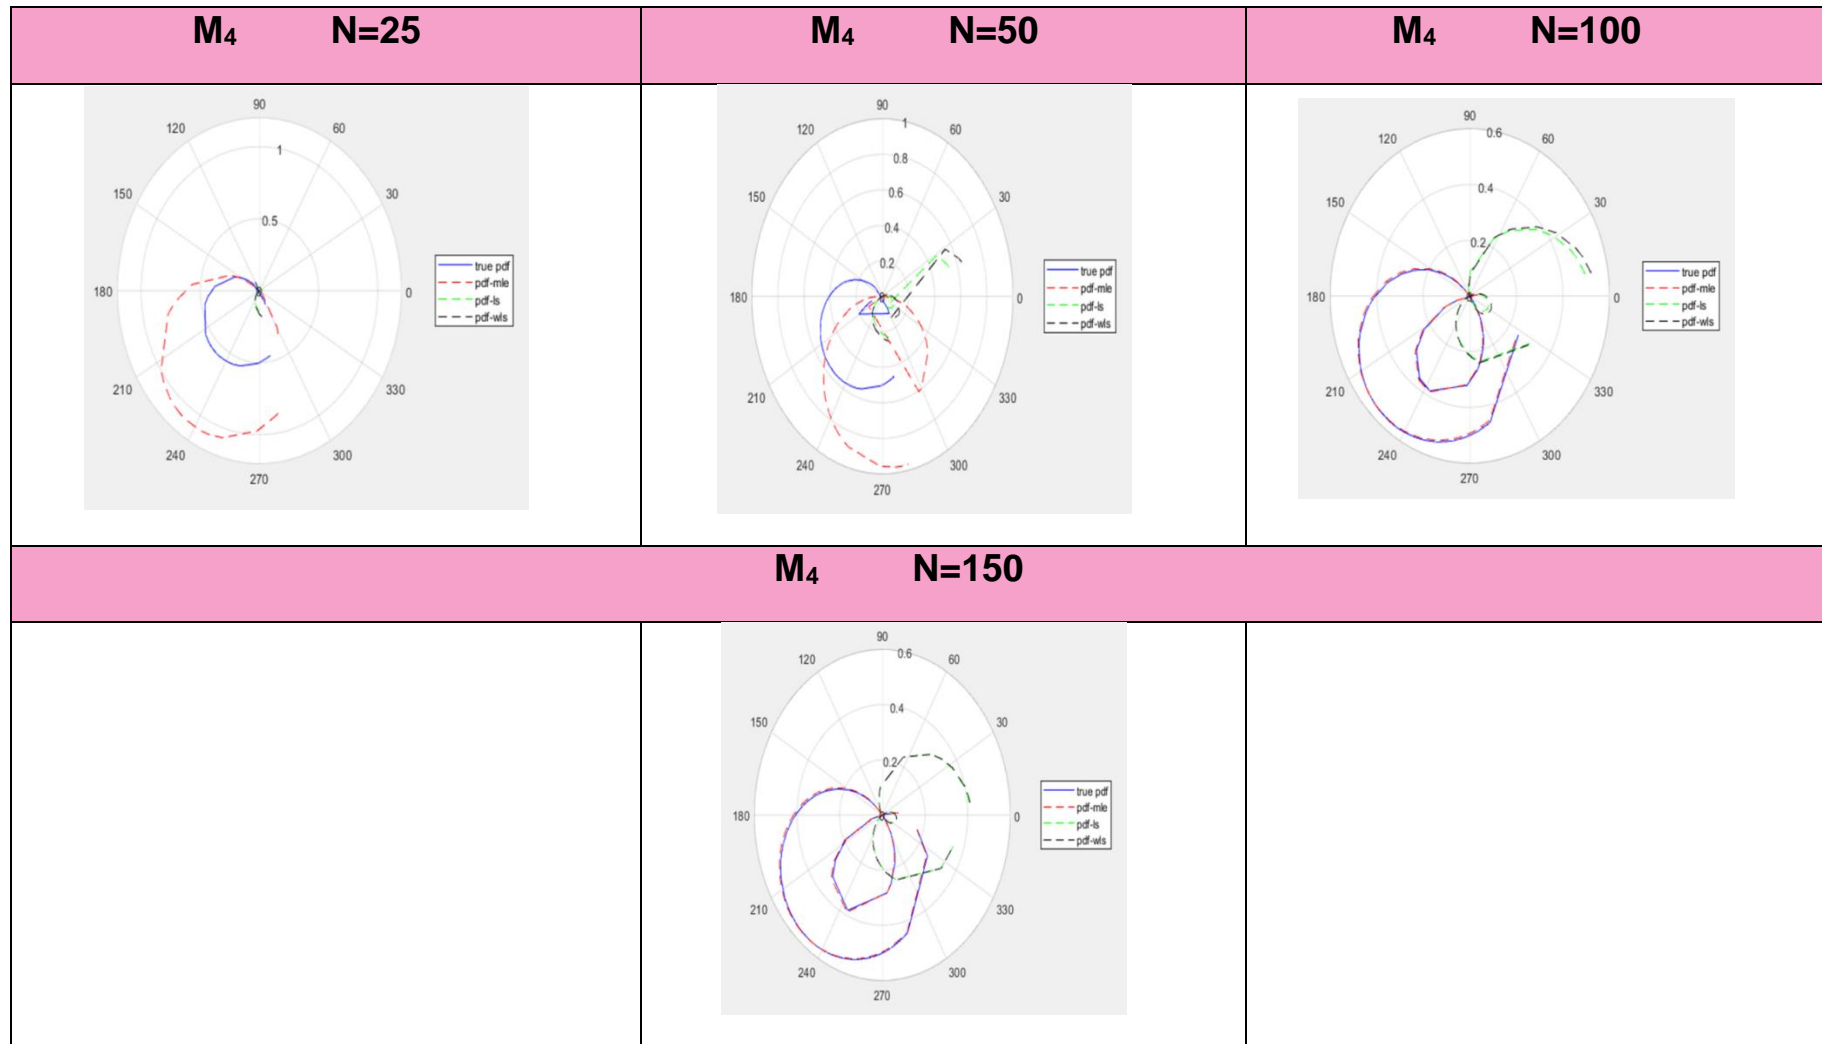 M₄ N=25
M₄ N=50
M₄ N=100
90
120 60
1
150 30
0.5
180 0
210 330
240 300
270
true pdf
pdf-mle
pdf-ls
pdf-wls
90
1
120 60
0.8
0.6
150 30
0.4
0.2
180 0
210 330
240 300
270
true pdf
pdf-mle
pdf-ls
pdf-wls
90
0.6
120 60
0.4
150 30
0.2
180 0
210 330
240 300
270
true pdf
pdf-mle
pdf-ls
pdf-wls
M₄ N=150
90
0.6
120 60
0.4
150 30
0.2
180 0
210 330
240 300
270
true pdf
pdf-mle
pdf-ls
pdf-wls